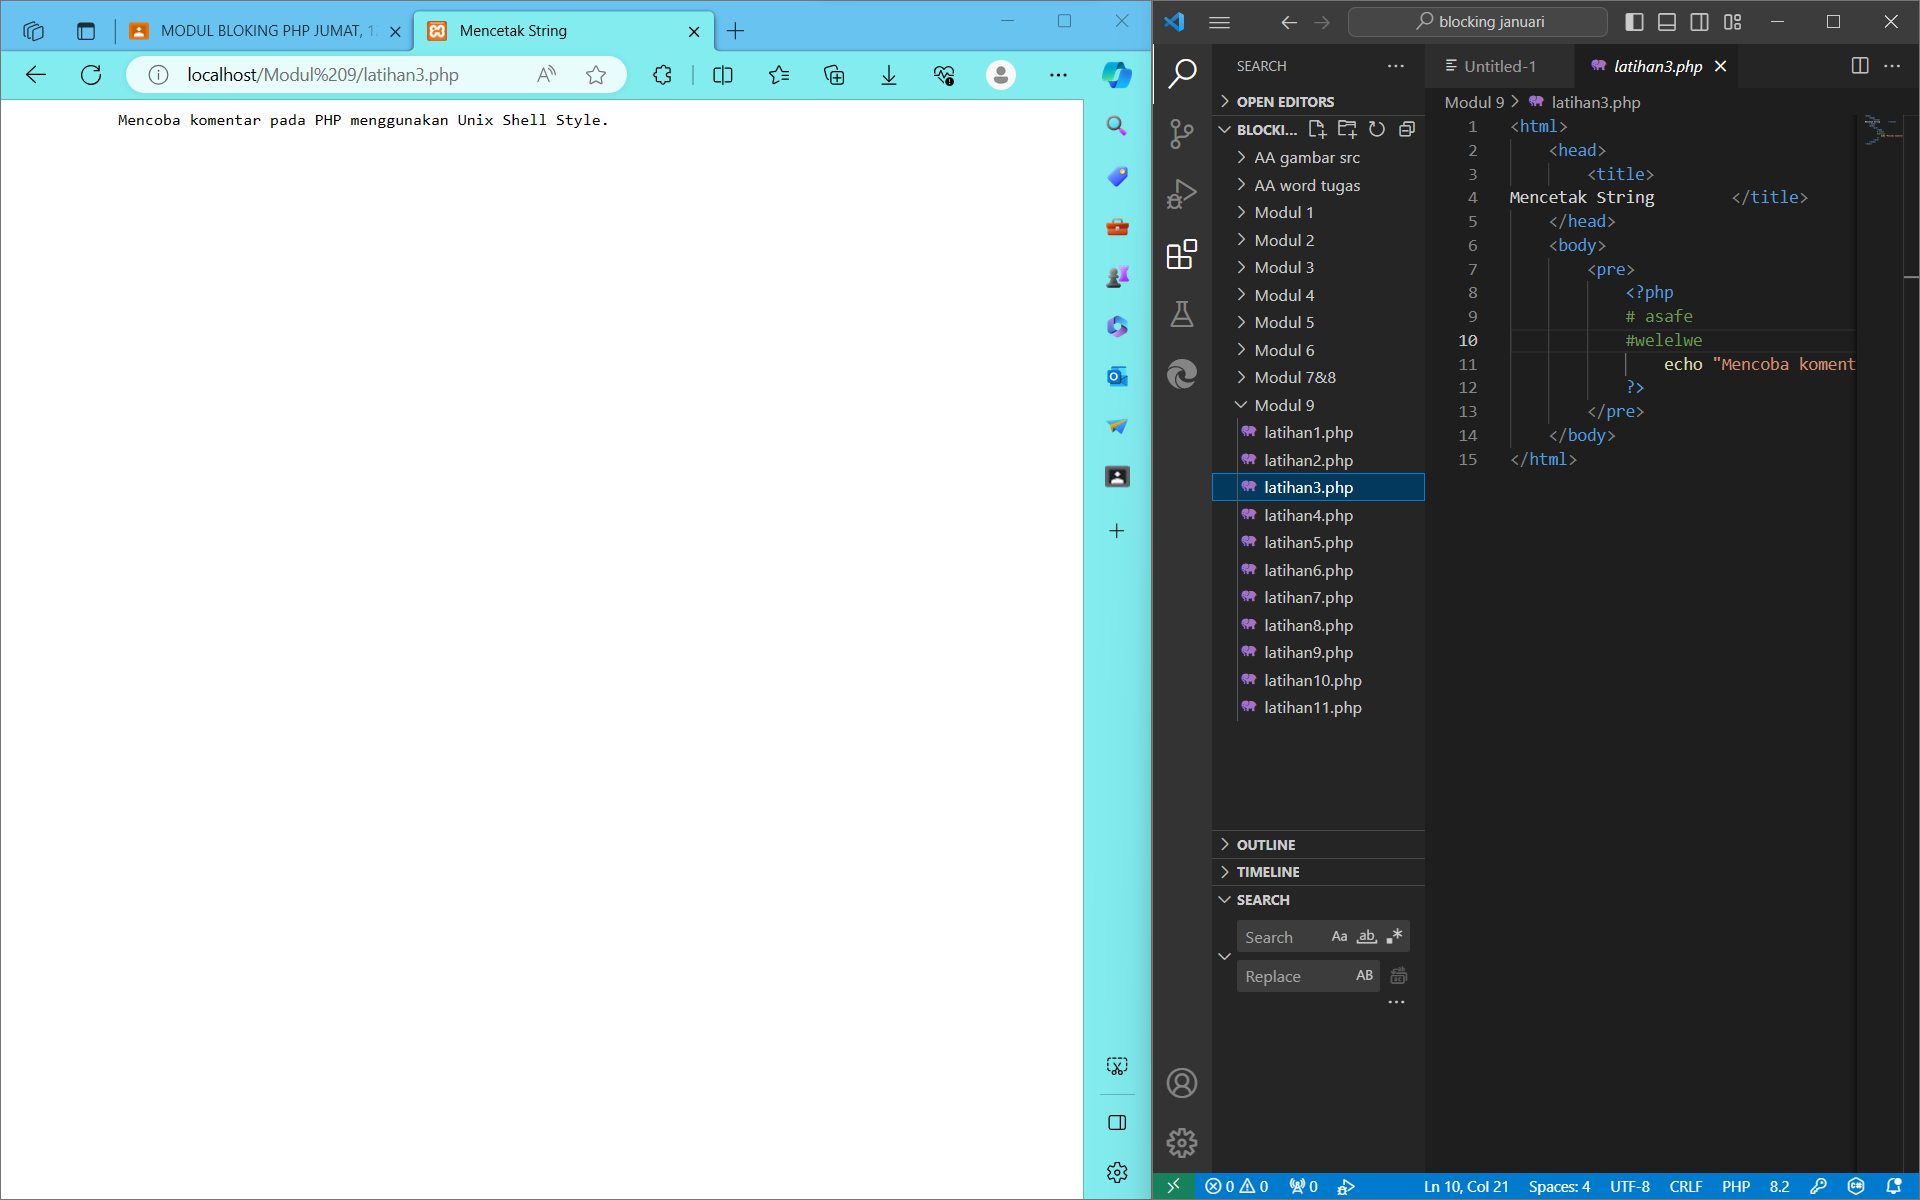 MODUL BLOKING PHP JUMAT, 1
Mencetak String
localhost/Modul%209/latihan3.php
Mencoba komentar pada PHP menggunakan Unix Shell Style.
blocking januari
SEARCH
OPEN EDITORS
BLOCKI...
AA gambar src
AA word tugas
Modul 1
Modul 2
Modul 3
Modul 4
Modul 5
Modul 6
Modul 7&8
Modul 9
latihan1.php
latihan2.php
latihan3.php
latihan4.php
latihan5.php
latihan6.php
latihan7.php
latihan8.php
latihan9.php
latihan10.php
latihan11.php
OUTLINE
TIMELINE
SEARCH
Search Aa ab
Replace AB
Untitled-1
latihan3.php
Modul 9 > latihan3.php
1 <html>
2 <head>
3 <title>
4 Mencetak String </title>
5 </head>
6 <body>
7 <pre>
8 <?php
9 # asafe
10 #welelwe
11 echo "Mencoba koment
12 ?>
13 </pre>
14 </body>
15 </html>
0 0 0 Ln 10, Col 21 Spaces: 4 UTF-8 CRLF PHP 8.2